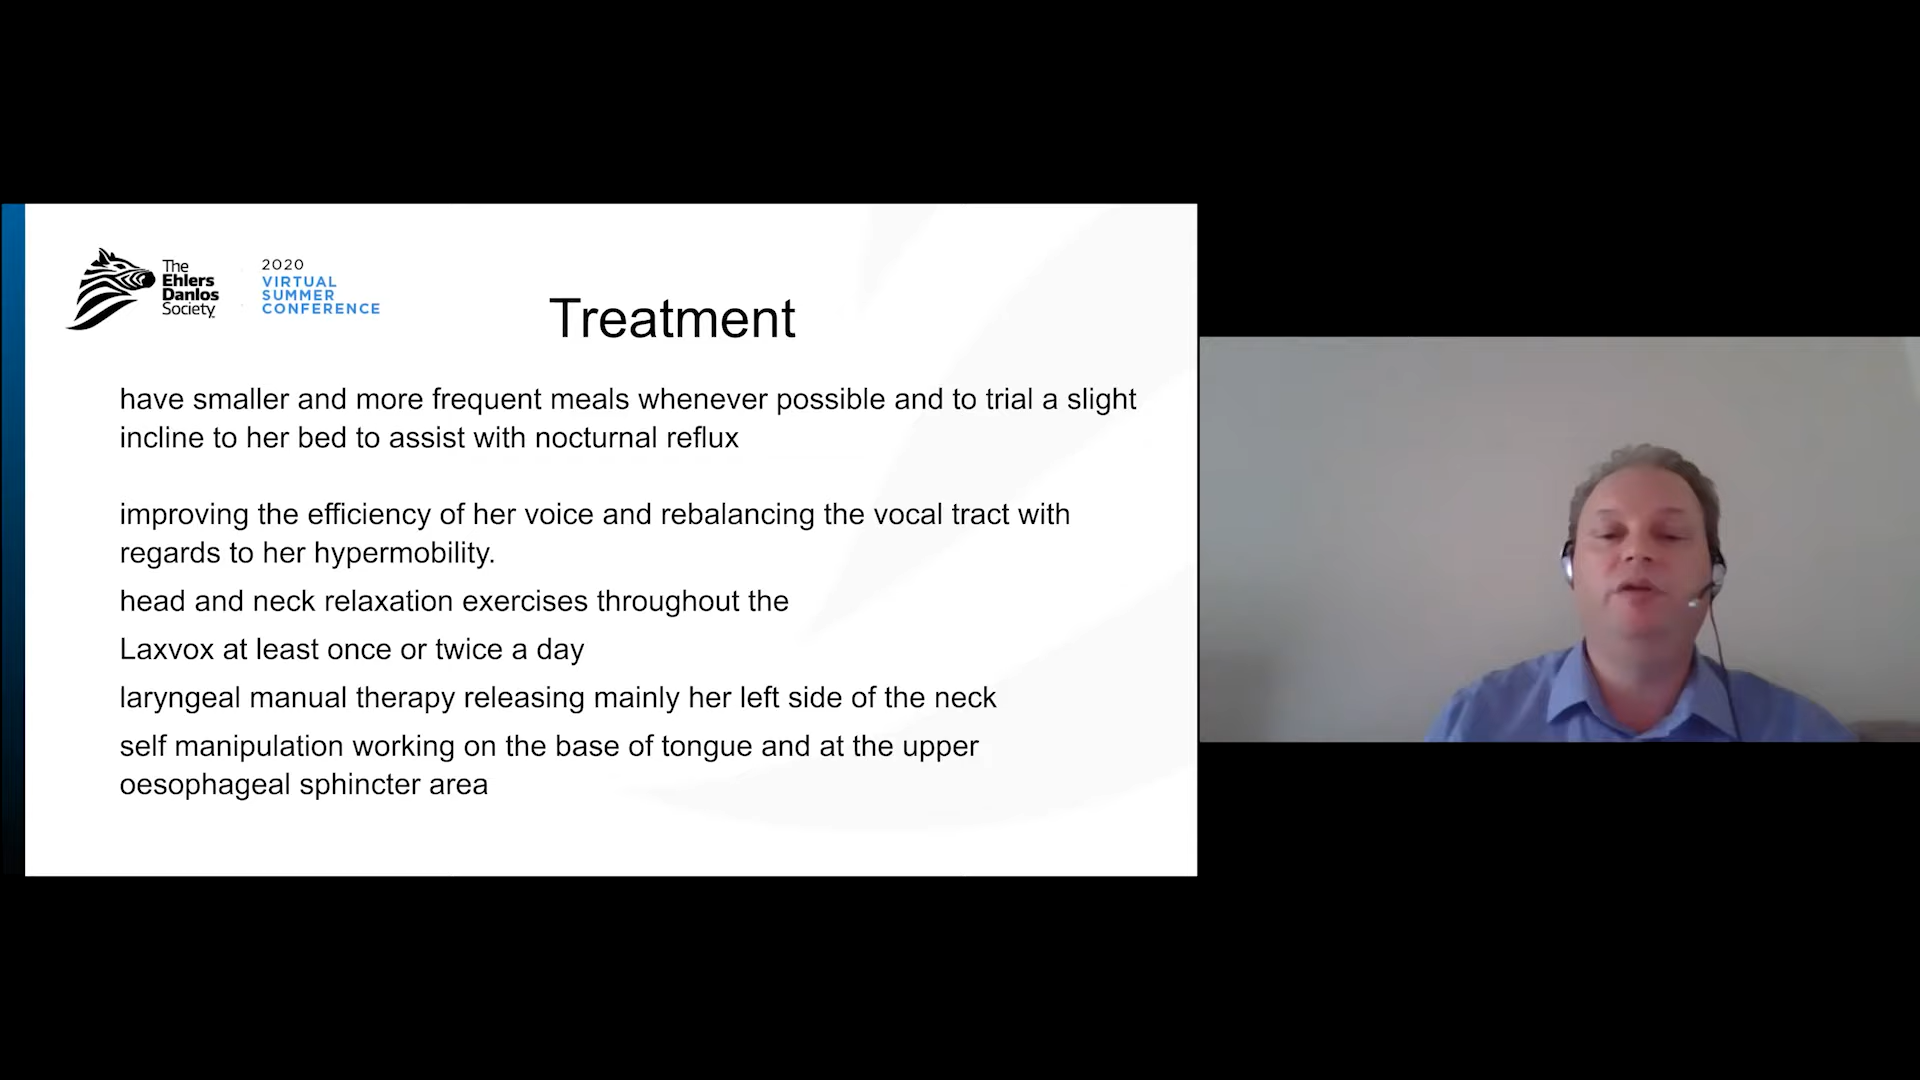 The
Ehlers
Danlos
Society
2020
VIRTUAL
SUMMER
CONFERENCE
Treatment
have smaller and more frequent meals whenever possible and to trial a slight
incline to her bed to assist with nocturnal reflux
improving the efficiency of her voice and rebalancing the vocal tract with
regards to her hypermobility.
head and neck relaxation exercises throughout the
Laxvox at least once or twice a day
laryngeal manual therapy releasing mainly her left side of the neck
self manipulation working on the base of tongue and at the upper
oesophageal sphincter area